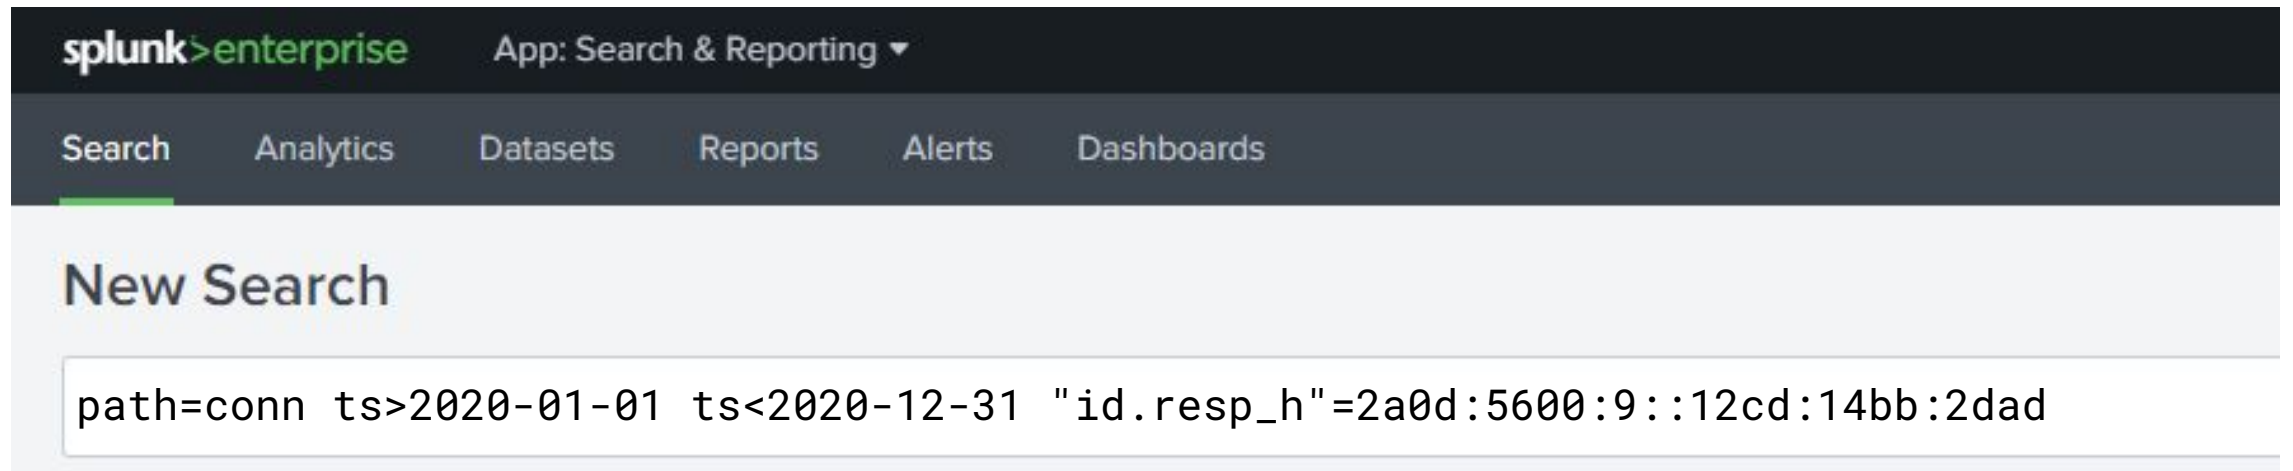 splunk>enterprise App: Search & Reporting
Search Analytics Datasets Reports Alerts Dashboards
New Search
path=conn ts>2020-01-01 ts<2020-12-31 "id.resp_h"=2a0d:5600:9::12cd:14bb:2dad